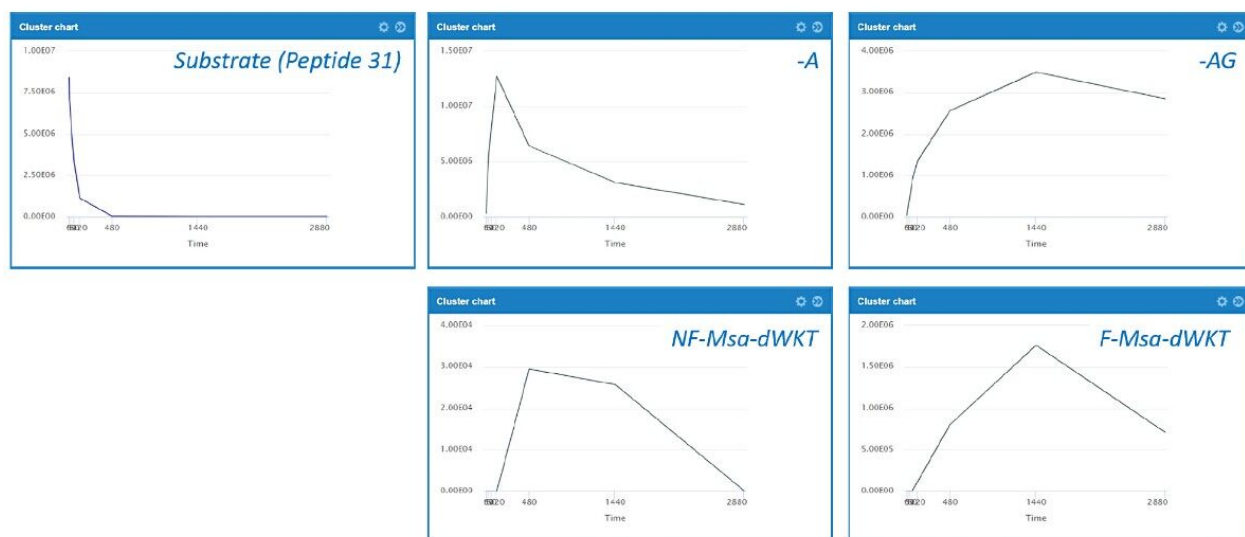 Cluster chart
Substrate (Peptide 31)
1.00E07
7.50E06
5.00E06
2.50E06
0.00E00
480
1440
2880
Time
Cluster chart
-A
1.50E07
1.00E07
5.00E06
0.00E00
480
1440
2880
Time
Cluster chart
-AG
4.00E06
3.00E06
2.00E06
1.00E06
0.00E00
480
1440
2880
Time
Cluster chart
NF-Msa-dWKT
4.00E04
3.00E04
2.00E04
1.00E04
0.00E00
480
1440
2880
Time
Cluster chart
F-Msa-dWKT
2.00E06
1.50E06
1.00E06
5.00E05
0.00E00
480
1440
2880
Time